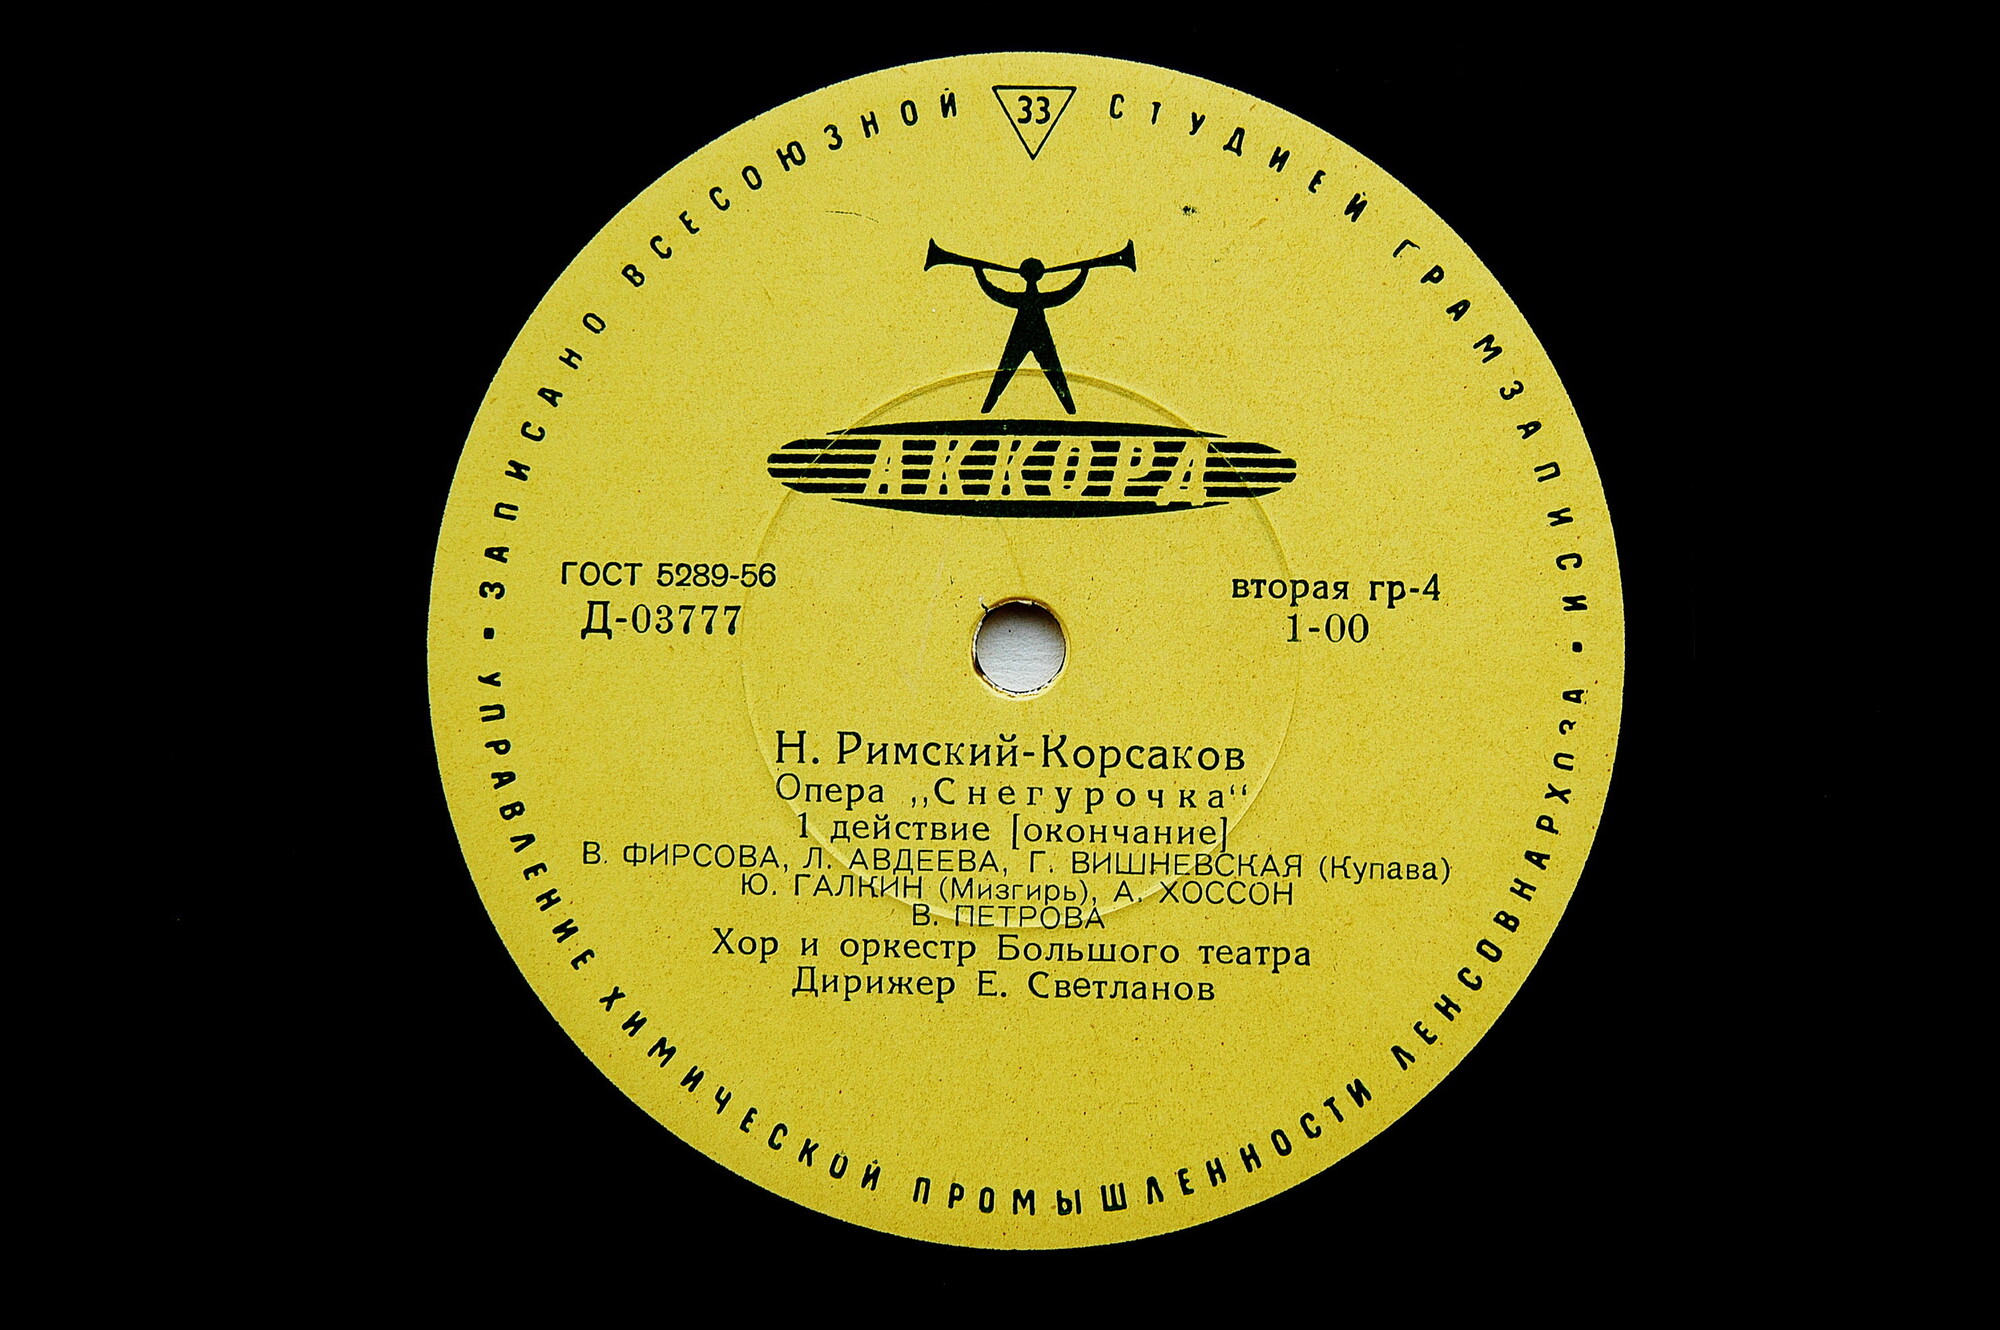 ЗАПИСАНО ВСЕСОЮЗНОЙ 33 СТУДИЕЙ ГРАМЗАПИСИ
АККОРД
ГОСТ 5289-56
Д-03777
вторая гр-4
1-00
Н. Римский-Корсаков
Опера „Снегурочка“
1 действие [окончание]
В. ФИРСОВА, Л. АВДЕЕВА, Г. ВИШНЕВСКАЯ (Купава)
Ю. ГАЛКИН (Мизгирь), А. ХОССОН
В. ПЕТРОВА
Хор и оркестр Большого театра
Дирижер Е. Светланов
УПРАВЛЕНИЕ ХИМИЧЕСКОЙ ПРОМЫШЛЕННОСТИ ЛЕНСОВНАРХОЗА